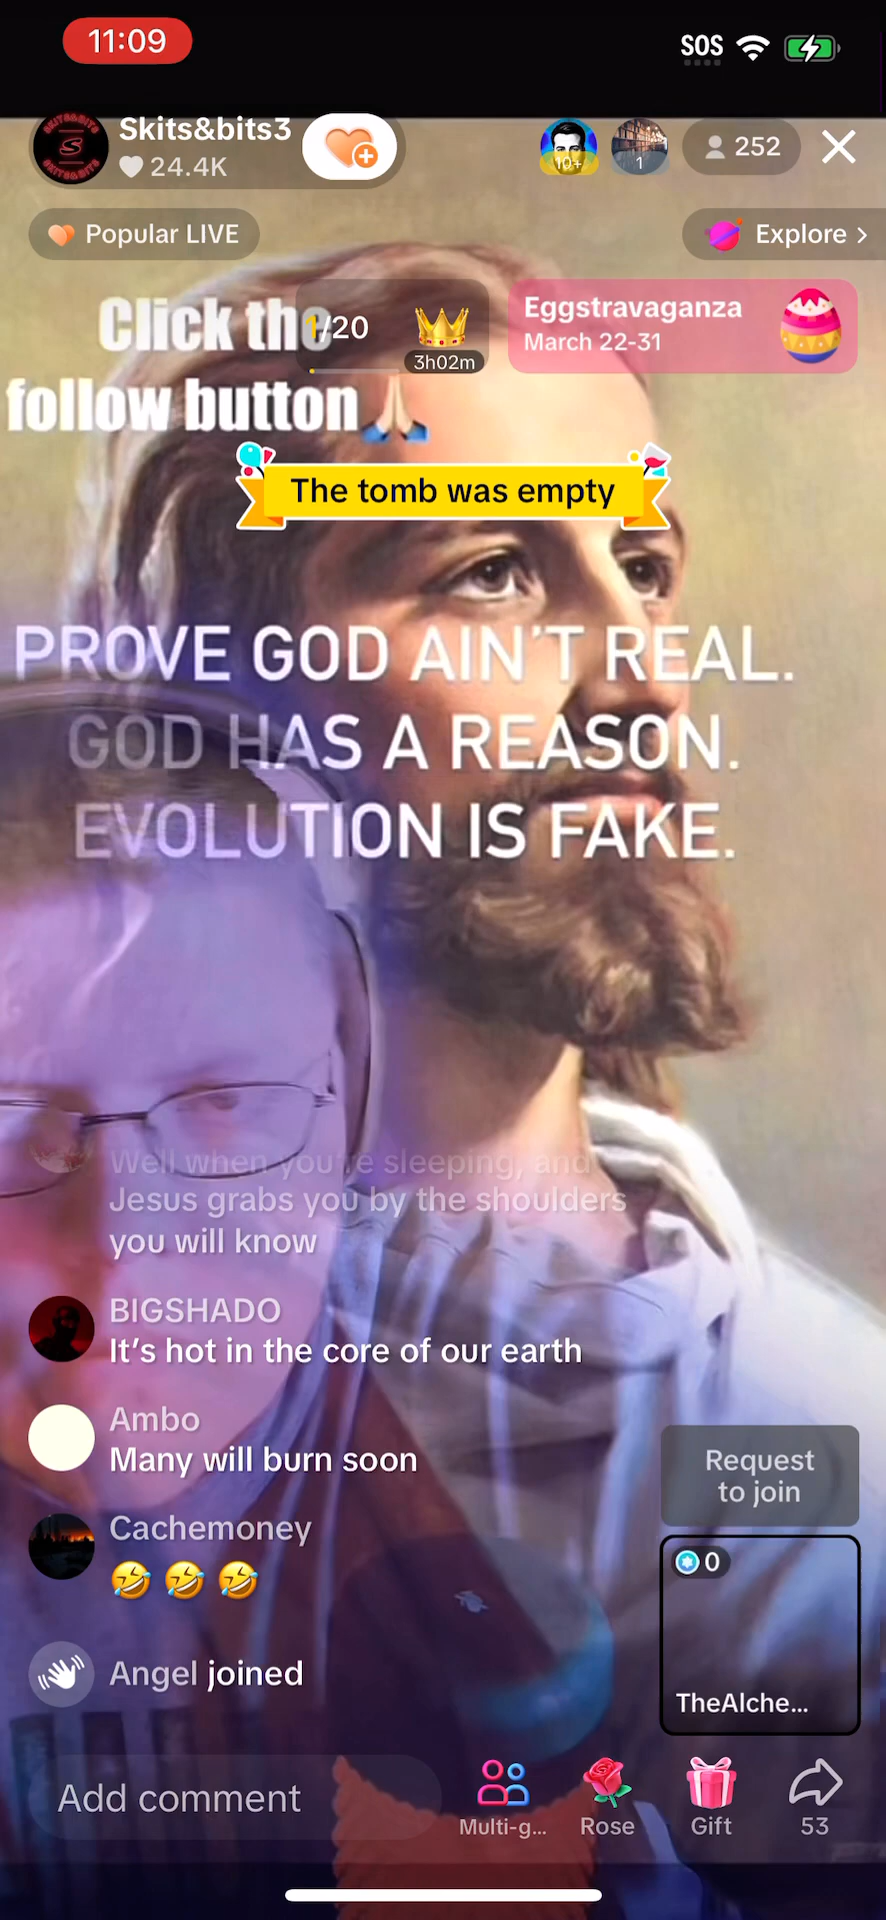 11:09
SOS
Skits&bits3
24.4K
10+
1
252
Popular LIVE
Explore >
Click the
1/20
3h02m
Eggstravaganza
March 22-31
follow button
The tomb was empty
PROVE GOD AIN'T REAL.
GOD HAS A REASON.
EVOLUTION IS FAKE.
Well when you're sleeping, and
Jesus grabs you by the shoulders
you will know
BIGSHADO
It's hot in the core of our earth
Ambo
Many will burn soon
Cachemoney
🤣 🤣 🤣
Angel joined
Request
to join
0
TheAlche...
Add comment
Multi-g...
Rose
Gift
53